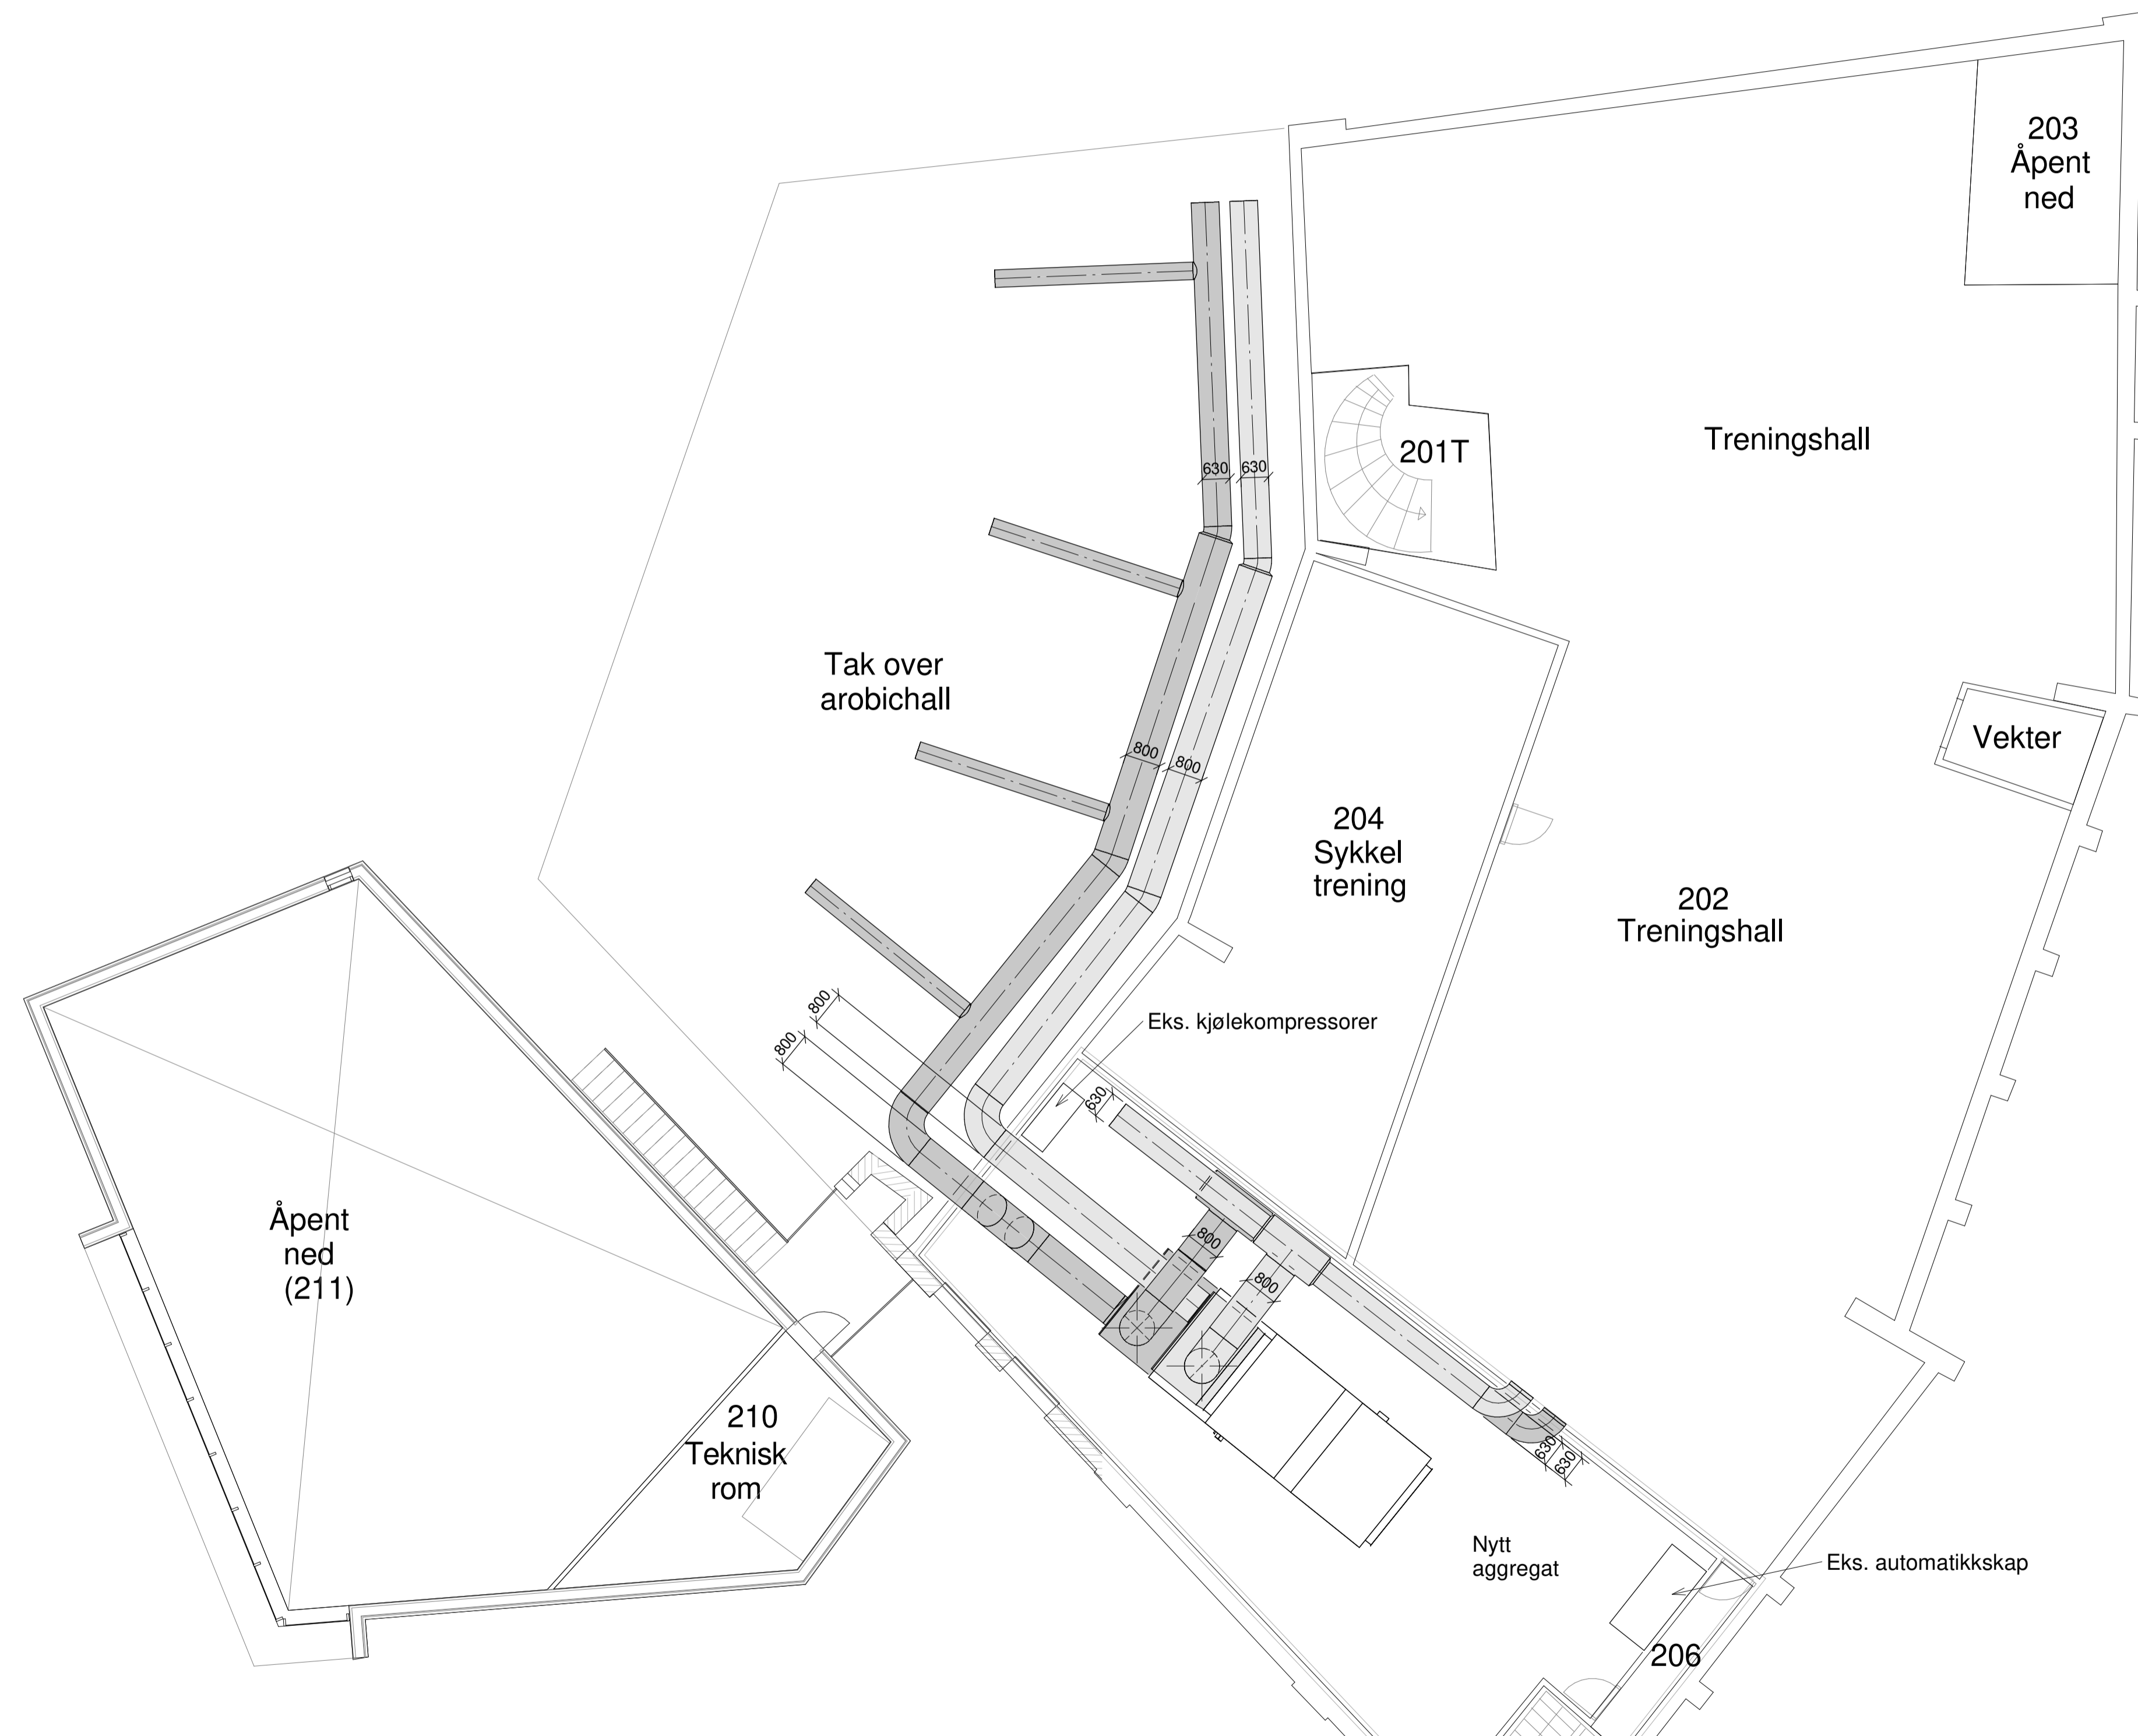 203
Åpent
ned
Treningshall
201T
630
630
Tak over
arobichall
Vekter
800
800
204
Sykkel
trening
202
Treningshall
800
800
Eks. kjølekompressorer
630
800
800
Åpent
ned
(211)
210
Teknisk
rom
630
630
Nytt
aggregat
Eks. automatikkskap
206